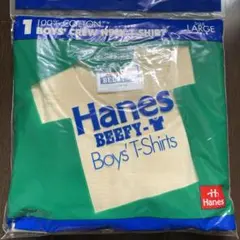 1 100% COTTON
BOYS' CREW NECK T-SHIRT
LARGE
Hanes
BEEFY-T
Boys' T-Shirts
Hanes